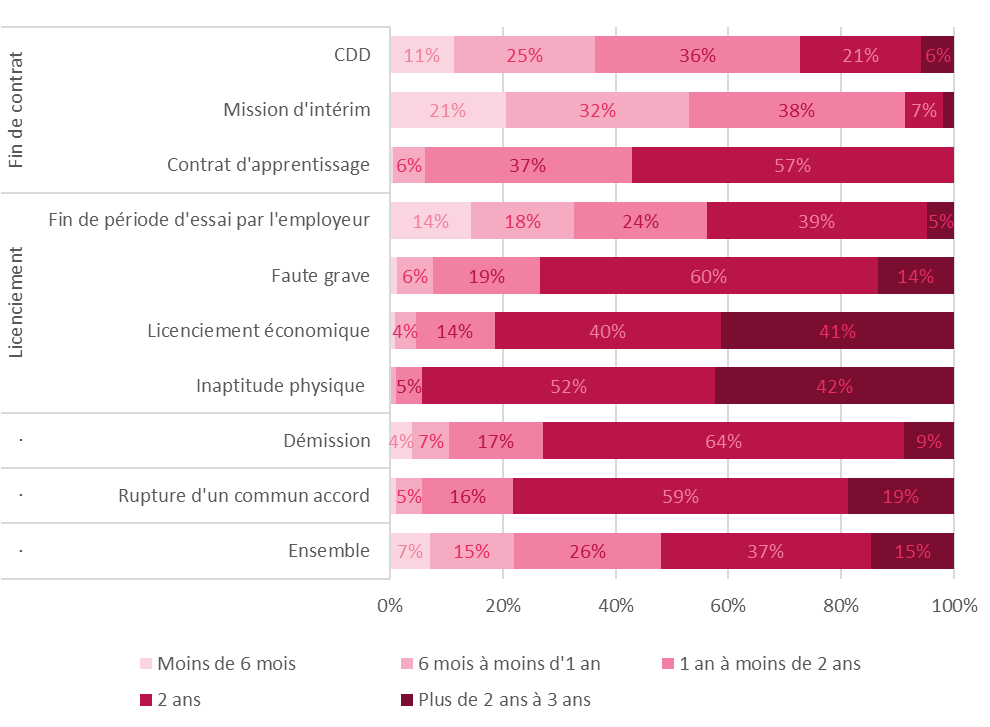 Fin de contrat
CDD 11% 25% 36% 21% 6%
Mission d'intérim 21% 32% 38% 7%
Contrat d'apprentissage 6% 37% 57%
Licenciement
Fin de période d'essai par l'employeur 14% 18% 24% 39% 5%
Faute grave 6% 19% 60% 14%
Licenciement économique 4% 14% 40% 41%
Inaptitude physique 5% 52% 42%
Démission 4% 7% 17% 64% 9%
Rupture d'un commun accord 5% 16% 59% 19%
Ensemble 7% 15% 26% 37% 15%
0% 20% 40% 60% 80% 100%
Moins de 6 mois 6 mois à moins d'1 an 1 an à moins de 2 ans
2 ans Plus de 2 ans à 3 ans